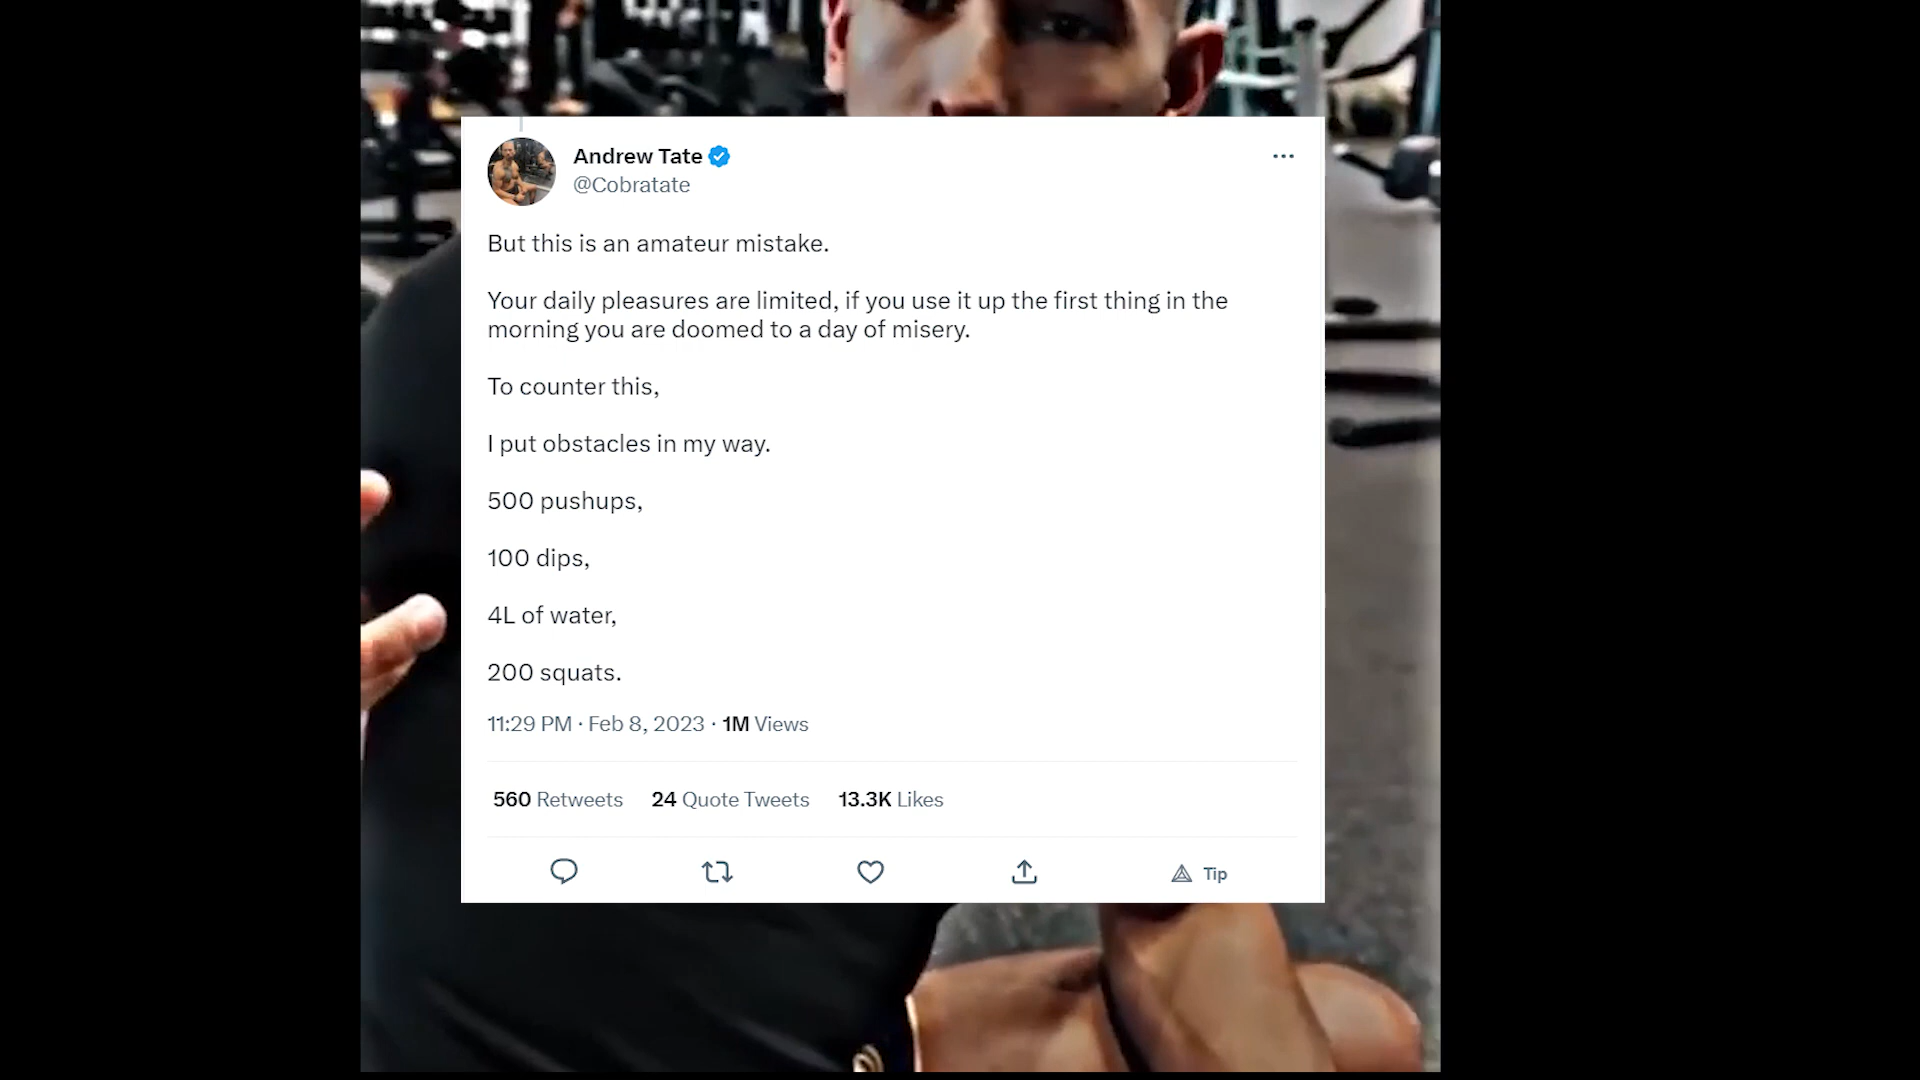 Andrew Tate
@Cobratate
But this is an amateur mistake.
Your daily pleasures are limited, if you use it up the first thing in the
morning you are doomed to a day of misery.
To counter this,
I put obstacles in my way.
500 pushups,
100 dips,
4L of water,
200 squats.
11:29 PM · Feb 8, 2023 · 1M Views
560 Retweets 24 Quote Tweets 13.3K Likes
Tip